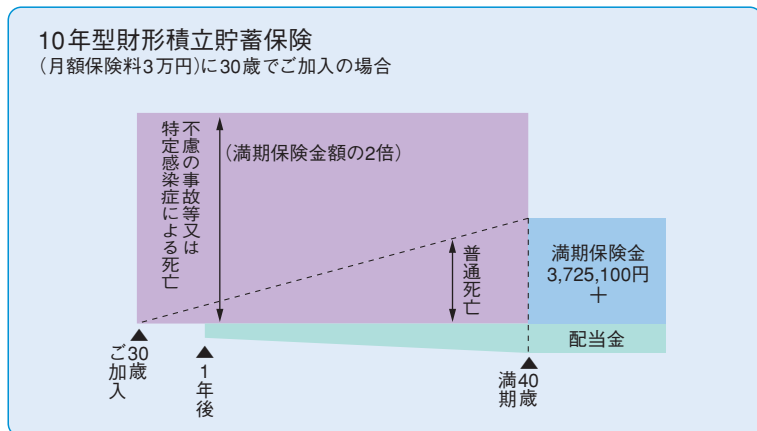 10年型財形積立貯蓄保険
（月額保険料3万円）に30歳でご加入の場合
不慮の事故等又は
特定感染症による死亡
（満期保険金額の2倍）
普通死亡
満期保険金
3,725,100円
＋
配当金
30歳
ご加入
1年後
40歳
満期